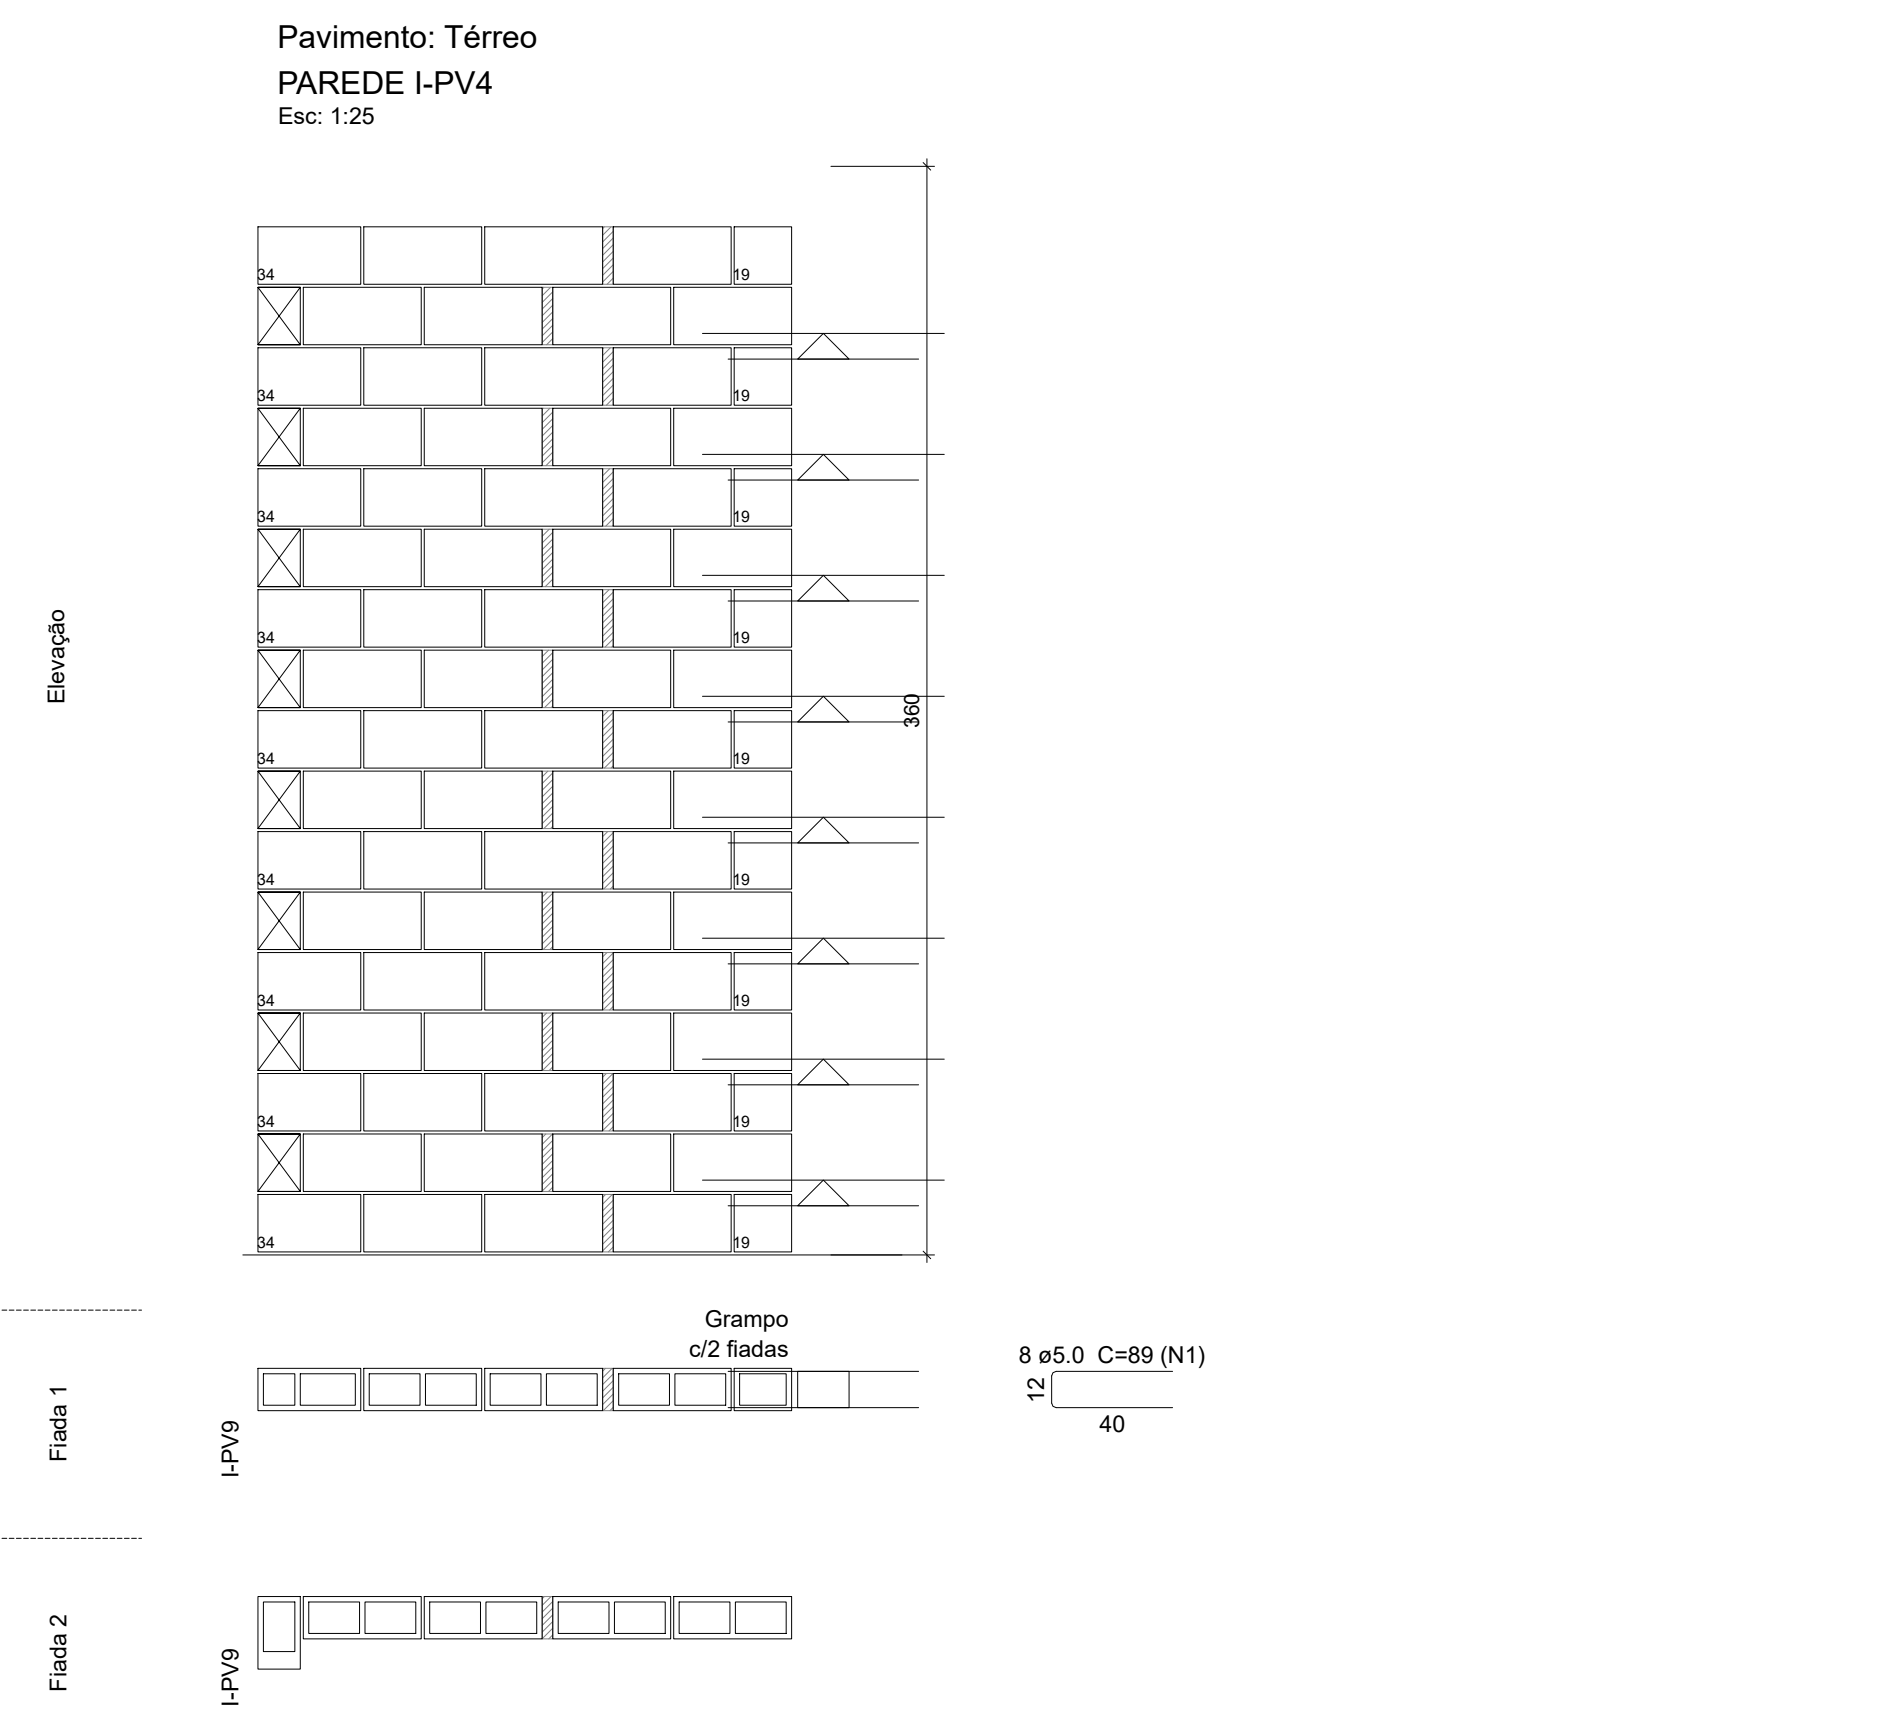 Pavimento: Térreo
PAREDE I-PV4
Esc: 1:25
34 19
34 19
34 19
34 19
Elevação
360
34 19
34 19
34 19
34 19
34 19
Grampo
c/2 fiadas
8 ø5.0 C=89 (N1)
12
40
Fiada 1
I-PV9
Fiada 2
I-PV9